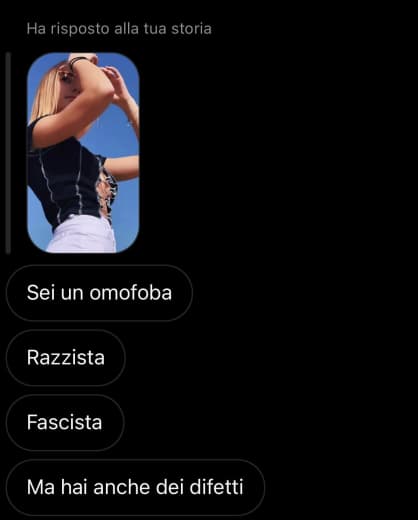 Ha risposto alla tua storia
Sei un omofoba
Razzista
Fascista
Ma hai anche dei difetti